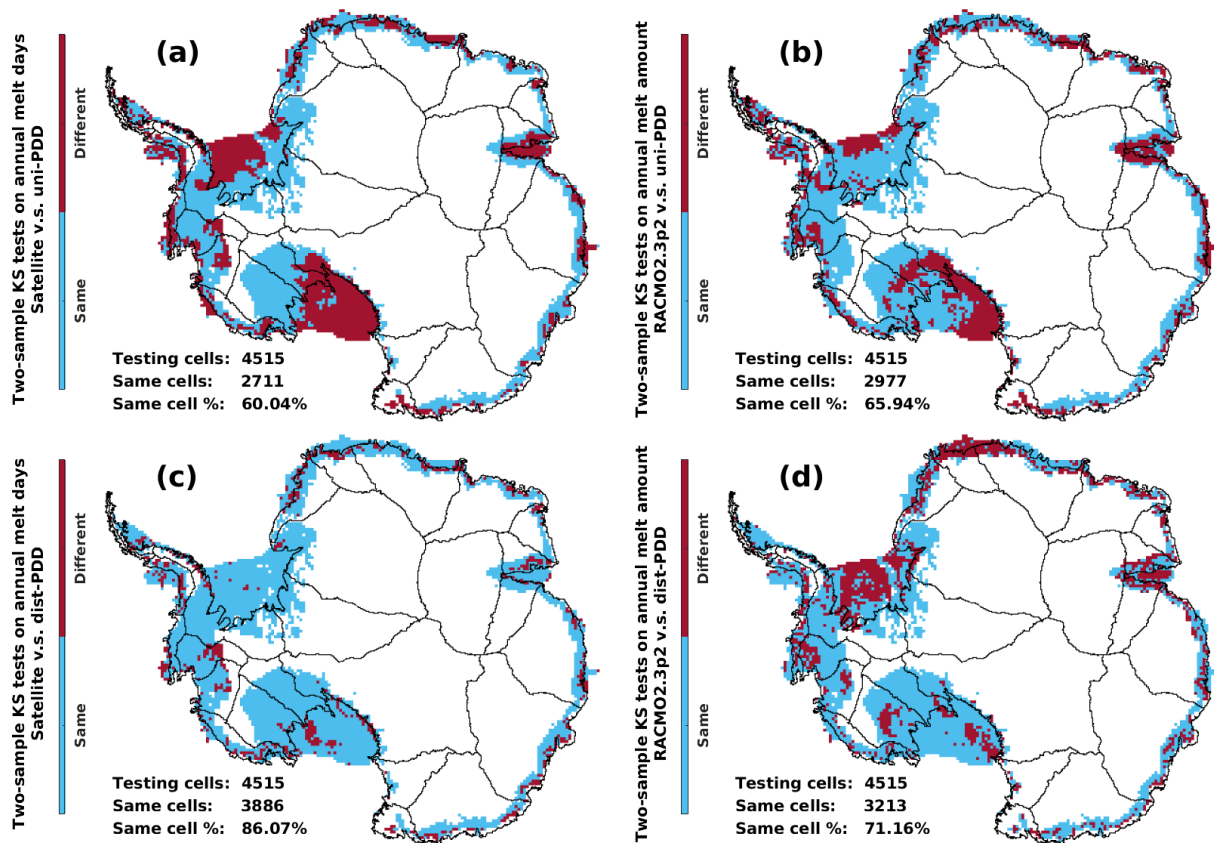 Two-sample KS tests on annual melt days
Satellite v.s. uni-PDD
Different
Same
(a)
Testing cells: 4515
Same cells: 2711
Same cell %: 60.04%
Two-sample KS tests on annual melt amount
RACMO2.3p2 v.s. uni-PDD
Different
Same
(b)
Testing cells: 4515
Same cells: 2977
Same cell %: 65.94%
Two-sample KS tests on annual melt days
Satellite v.s. dist-PDD
Different
Same
(c)
Testing cells: 4515
Same cells: 3886
Same cell %: 86.07%
Two-sample KS tests on annual melt amount
RACMO2.3p2 v.s. dist-PDD
Different
Same
(d)
Testing cells: 4515
Same cells: 3213
Same cell %: 71.16%